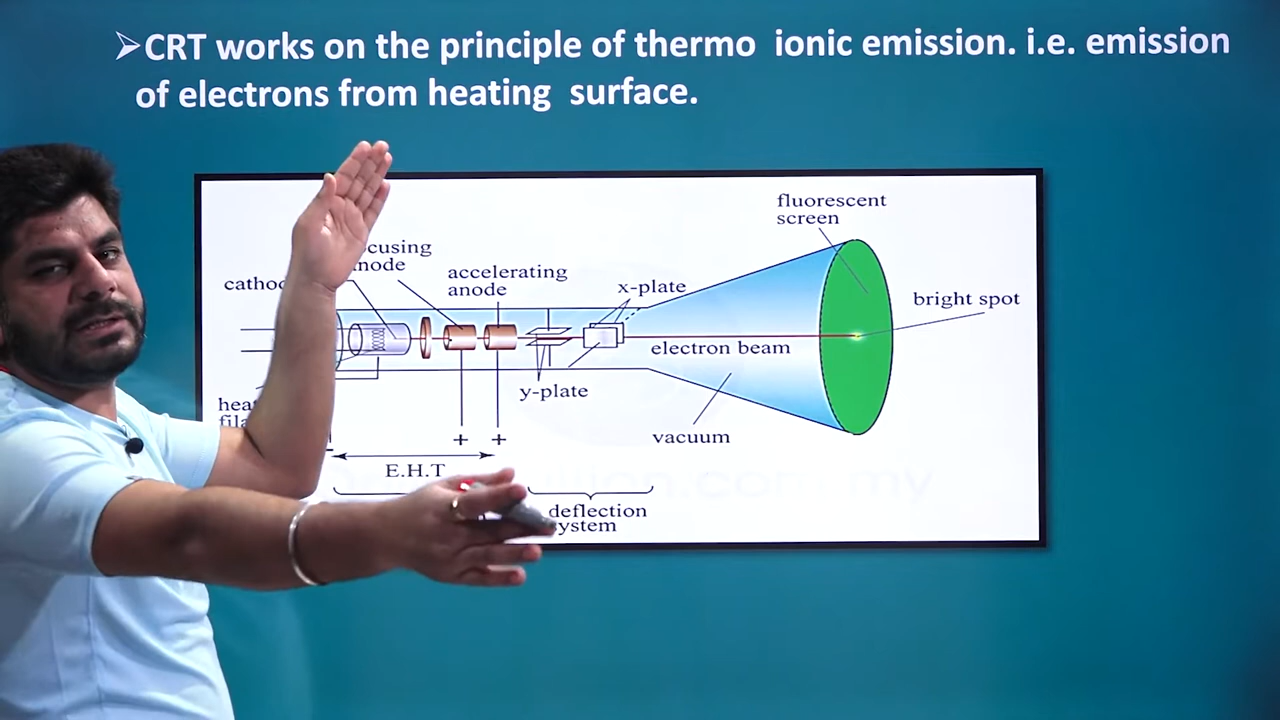 ➢CRT works on the principle of thermo ionic emission. i.e. emission
of electrons from heating surface.
fluorescent
screen
bright spot
accelerating
anode
x-plate
electron beam
y-plate
vacuum
+ +
E.H.T
deflection